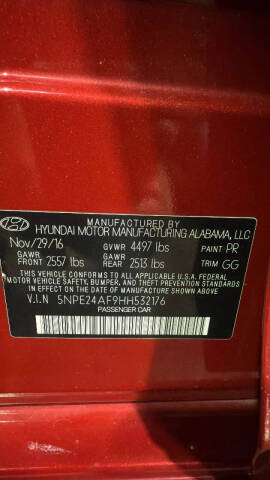 HYUNDAI MOTOR MANUFACTURING ALABAMA, LLC
Nov/29/16 GVWR 4497 lbs PAINT PR
GAWR FRONT 2557 lbs GAWR REAR 2513 lbs TRIM GG
THIS VEHICLE CONFORMS TO ALL APPLICABLE U.S.A. FEDERAL
MOTOR VEHICLE SAFETY, BUMPER, AND THEFT PREVENTION
STANDARDS IN EFFECT ON THE DATE OF MANUFACTURE
SHOWN ABOVE.
V.I.N 5NPE24AF9HH532176
PASSENGER CAR